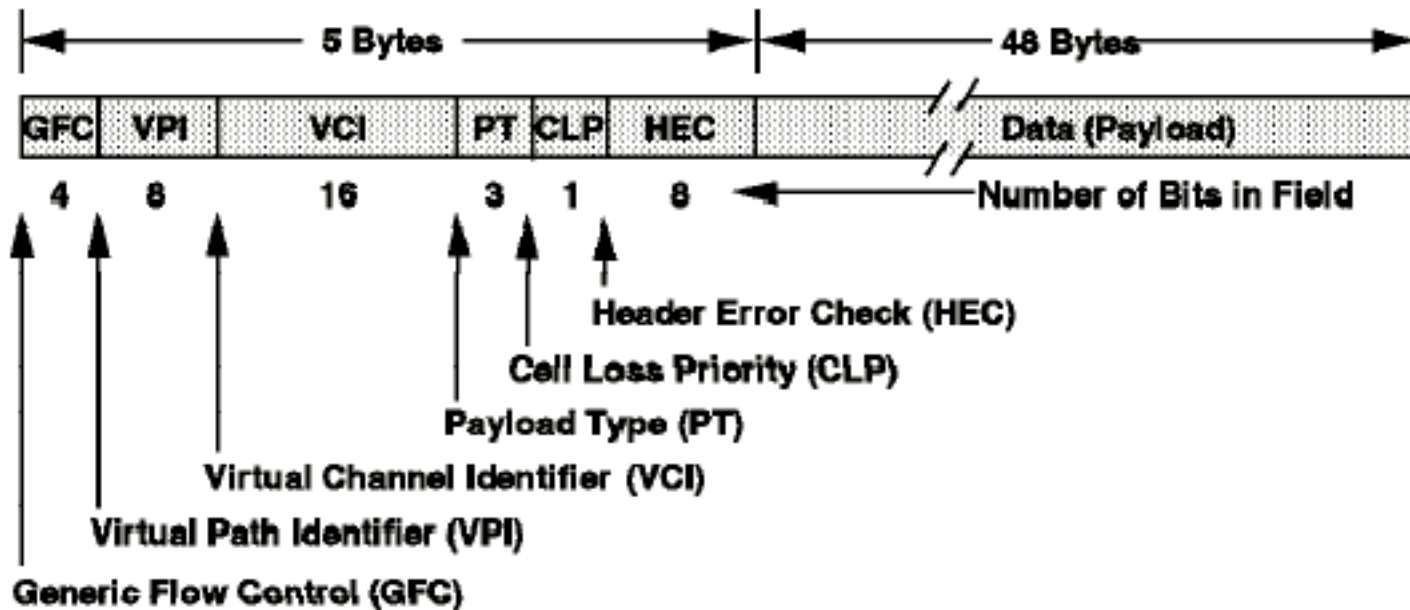 5 Bytes 48 Bytes
GFC VPI VCI PT CLP HEC Data (Payload)
4 8 16 3 1 8 Number of Bits in Field
Header Error Check (HEC)
Cell Loss Priority (CLP)
Payload Type (PT)
Virtual Channel Identifier (VCI)
Virtual Path Identifier (VPI)
Generic Flow Control (GFC)